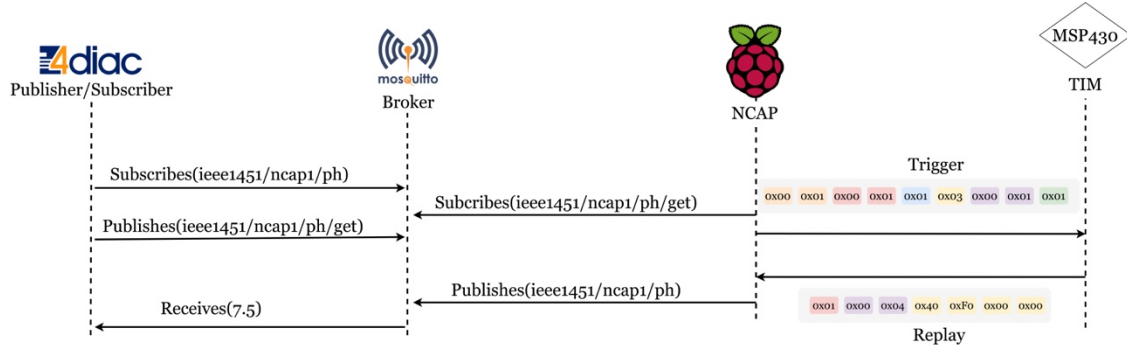 4diac
Publisher/Subscriber
mosquitto
Broker
NCAP
MSP430
TIM
Subscribes(ieee1451/ncap1/ph)
Trigger
0x00 0x01 0x00 0x01 0x01 0x03 0x00 0x01 0x01
Subcribes(ieee1451/ncap1/ph/get)
Publishes(ieee1451/ncap1/ph/get)
Publishes(ieee1451/ncap1/ph)
Receives(7.5)
0x01 0x00 0x04 0x40 0xF0 0x00 0x00
Replay